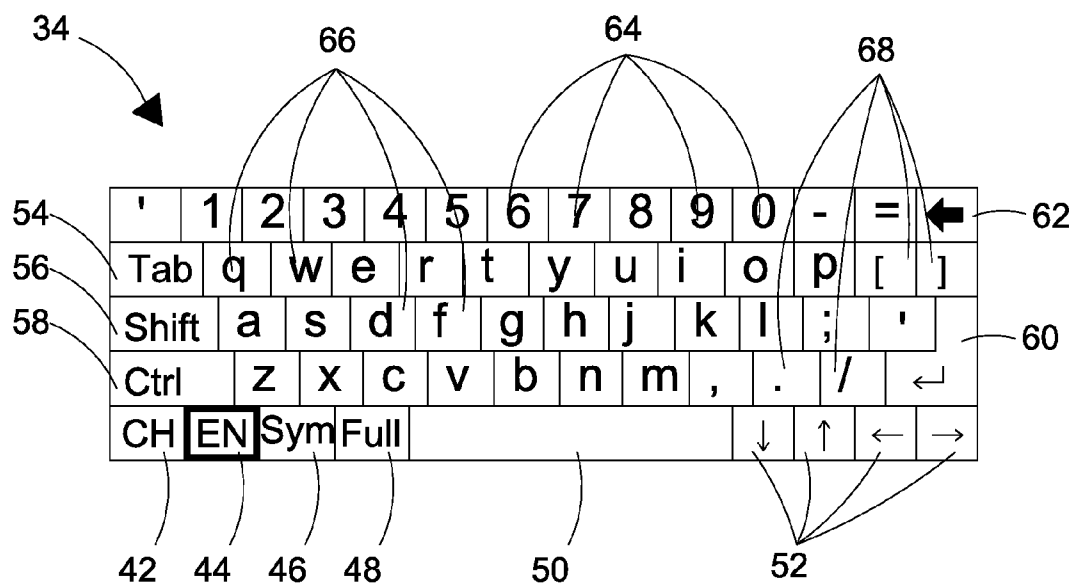 34 66 64 68
' 1 2 3 4 5 6 7 8 9 0 - = 🡄 62
54 Tab q w e r t y u i o p [ ]
56 Shift a s d f g h j k l ; '
58 Ctrl z x c v b n m , . / ↵ 60
CH EN Sym Full ↓ ↑ ← →
42 44 46 48 50 52